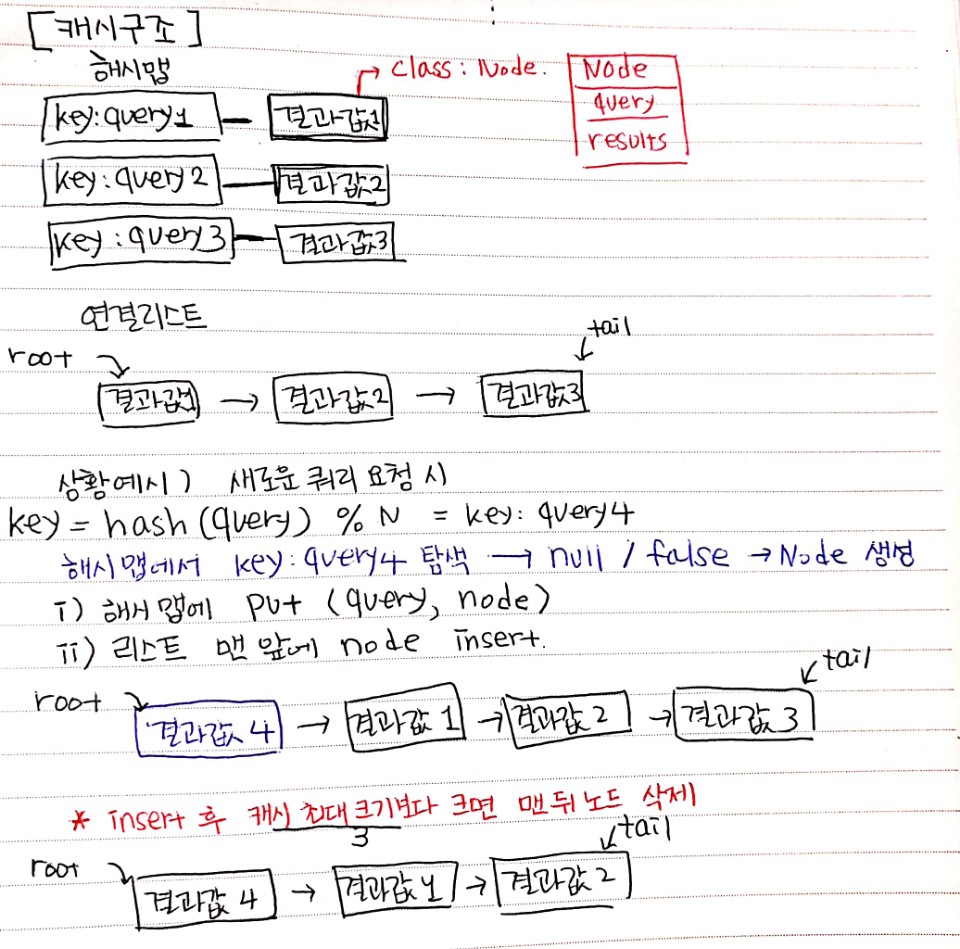 [캐시구조]
해시맵
class : Node.
Node
query
results
key:query1
결과값1
key:query2
결과값2
key:query3
결과값3
연결리스트
root
tail
결과값1 → 결과값2 → 결과값3
상황예시) 새로운 쿼리 요청 시
key = hash(query) % N = key: query4
해시맵에서 key:query4 탐색 → null / false → Node 생성
i) 해시맵에 put (query, node)
ii) 리스트 맨 앞에 node insert.
root
tail
결과값 4 → 결과값 1 → 결과값 2 → 결과값 3
* insert 후 캐시 최대크기보다 크면 맨 뒤 노드 삭제
3
root
tail
결과값 4 → 결과값 1 → 결과값 2